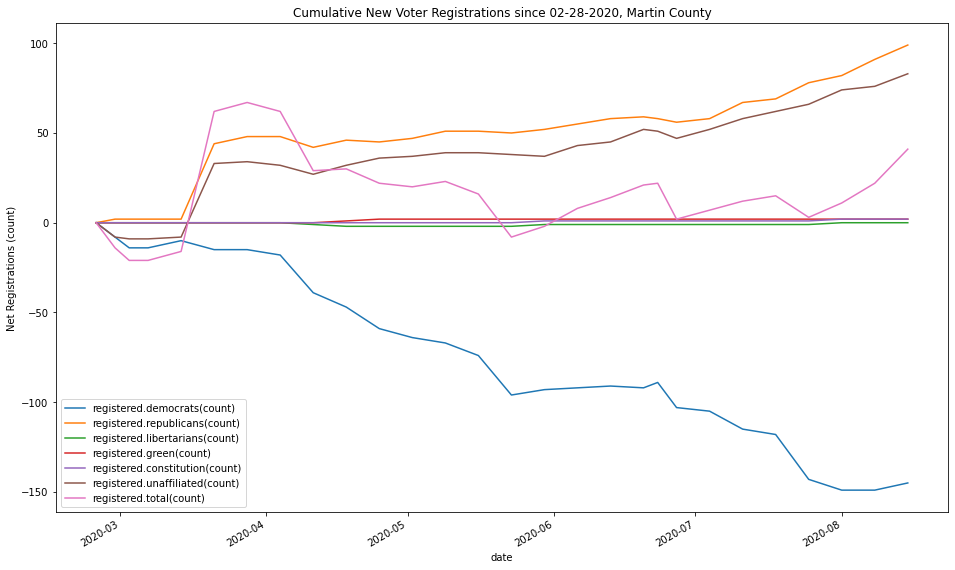 Cumulative New Voter Registrations since 02-28-2020, Martin County
Net Registrations (count)
100
50
0
−50
−100
−150
registered.democrats(count)
registered.republicans(count)
registered.libertarians(count)
registered.green(count)
registered.constitution(count)
registered.unaffiliated(count)
registered.total(count)
2020-03
2020-04
2020-05
2020-06
2020-07
2020-08
date